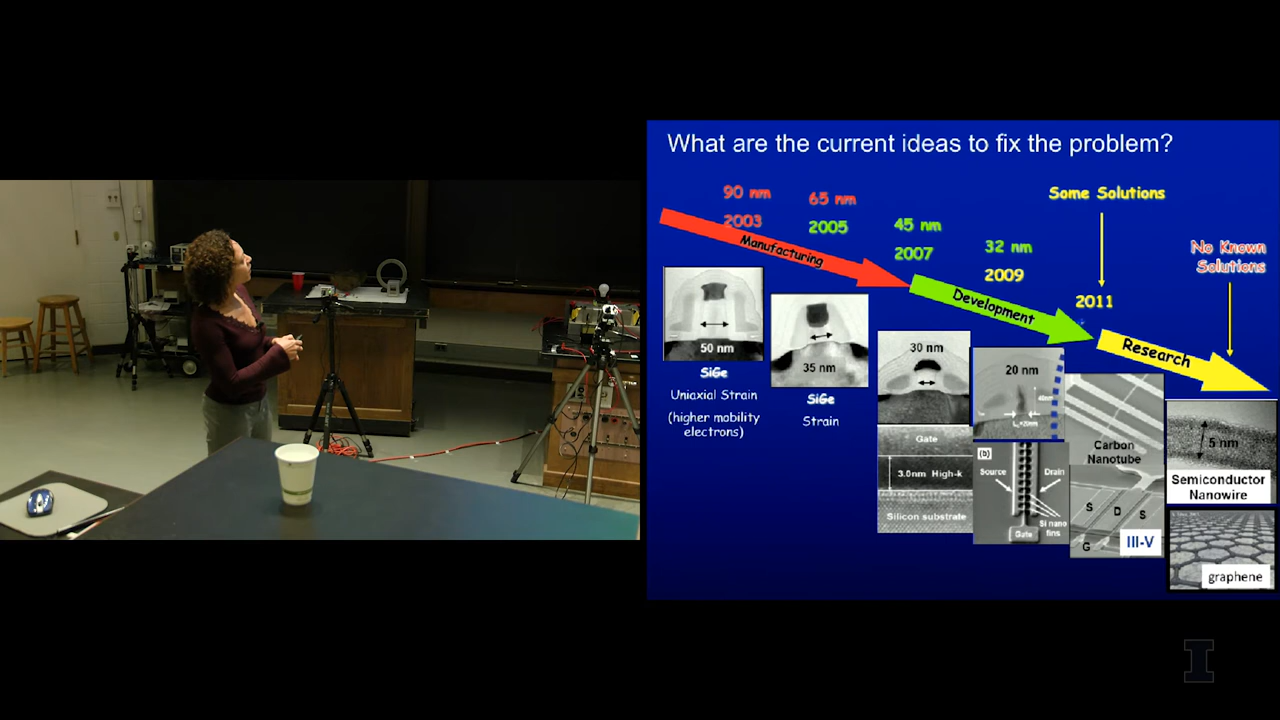 What are the current ideas to fix the problem?
90 nm
2003
65 nm
2005
45 nm
2007
32 nm
2009
Some Solutions
2011
No Known
Solutions
Manufacturing
Development
Research
50 nm
SiGe
Uniaxial Strain
(higher mobility
electrons)
35 nm
SiGe
Strain
30 nm
Gate
3.0nm High-k
Silicon substrate
20 nm
(b)
Source
Drain
Si nano
fins
Gate
Carbon
Nanotube
S
D
S
G
III-V
5 nm
Semiconductor
Nanowire
graphene
I